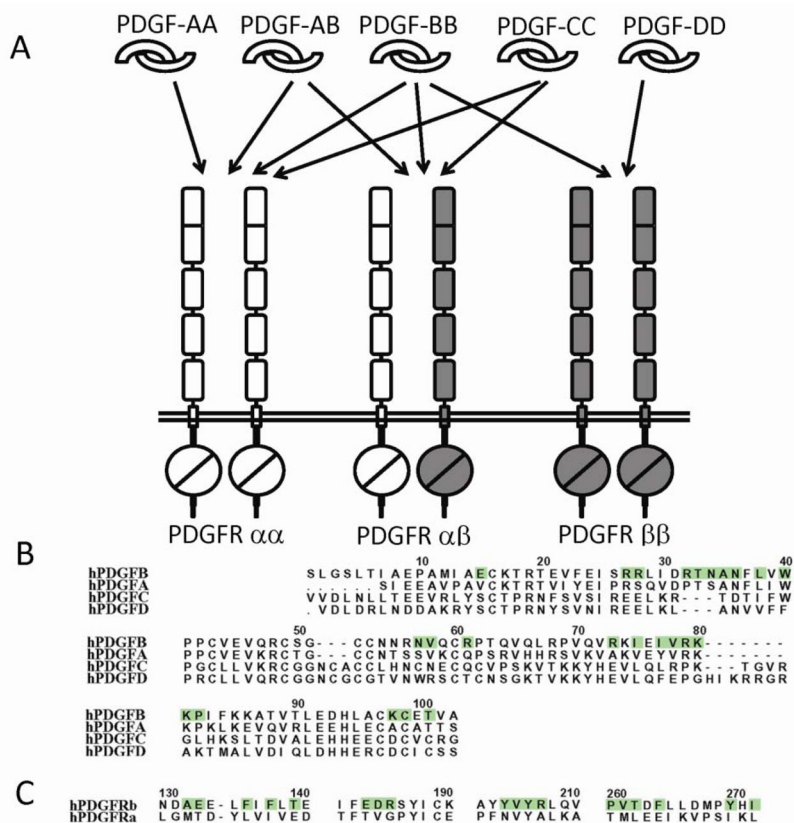 A
PDGF-AA PDGF-AB PDGF-BB PDGF-CC PDGF-DD
PDGFR αα PDGFR αβ PDGFR ββ
B
10 20 30 40
hPDGFB SLGSLTIAEPAMIAECKTRTEVFEISRRLIDRTNANFLVW
hPDGFA ......SIEEAVPAVCKTRTVIYEIPRSQVDPTSANFLIW
hPDGFC VVDLNLLTEEVRLYSCTPRNFSVSIREELKR---TDTIFW
hPDGFD .VDLDRLNDDAKRYSCTPRNYSVNIREELKL---ANVVFF
50 60 70 80
hPDGFB PPCVEVQRCSG---CCNNRNVQCRPTQVQLRPVQVRKIEIVRK-------
hPDGFA PPCVEVKRCTG---CCNTSSVKCQPSRVHHRSVKVAKVEYVRK-------
hPDGFC PGCLLVKRCGGNCACCLHNCNECQCVPSKVTKKYHEVLQLRPK---TGVR
hPDGFD PRCLLVQRCGGNCGCGTVNWRSCTCNSGKTVKKYHEVLQFEPGHIKRRGR
90 100
hPDGFB KPIFKKATVTLEDHLACKCETVA
hPDGFA KPKLKEVQVRLEEHLECACATTS
hPDGFC GLHKSLTDVALEHHEECDCVCRG
hPDGFD AKTMALVDIQLDHHERCDCICSS
C
130 140 190 210 260 270
hPDGFRb NDAEE-LFIFLTE IFEDRSYICK AYYVYRLQV PVTDFLLDMPYHI
hPDGFRa LGMTD-YLVIVED TFTVGPYICE PFNVYALKA TMLEEIKVPSIKL